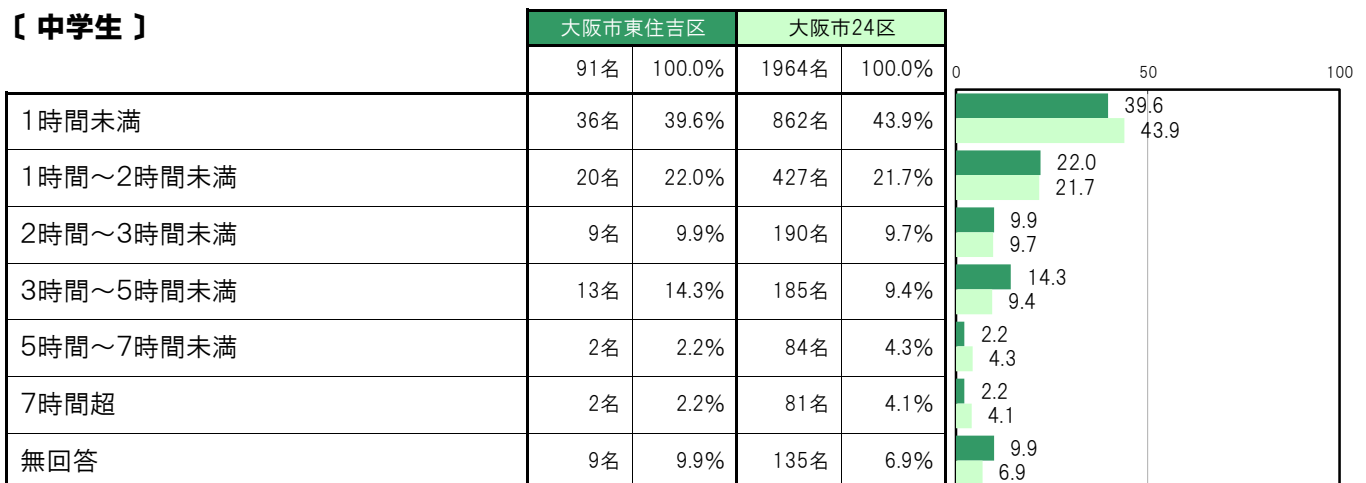 〔 中学生 〕
大阪市東住吉区 大阪市24区
91名 100.0% 1964名 100.0% 0 50 100
1時間未満 36名 39.6% 862名 43.9% 39.6
43.9
1時間～2時間未満 20名 22.0% 427名 21.7% 22.0
21.7
2時間～3時間未満 9名 9.9% 190名 9.7% 9.9
9.7
3時間～5時間未満 13名 14.3% 185名 9.4% 14.3
9.4
5時間～7時間未満 2名 2.2% 84名 4.3% 2.2
4.3
7時間超 2名 2.2% 81名 4.1% 2.2
4.1
無回答 9名 9.9% 135名 6.9% 9.9
6.9